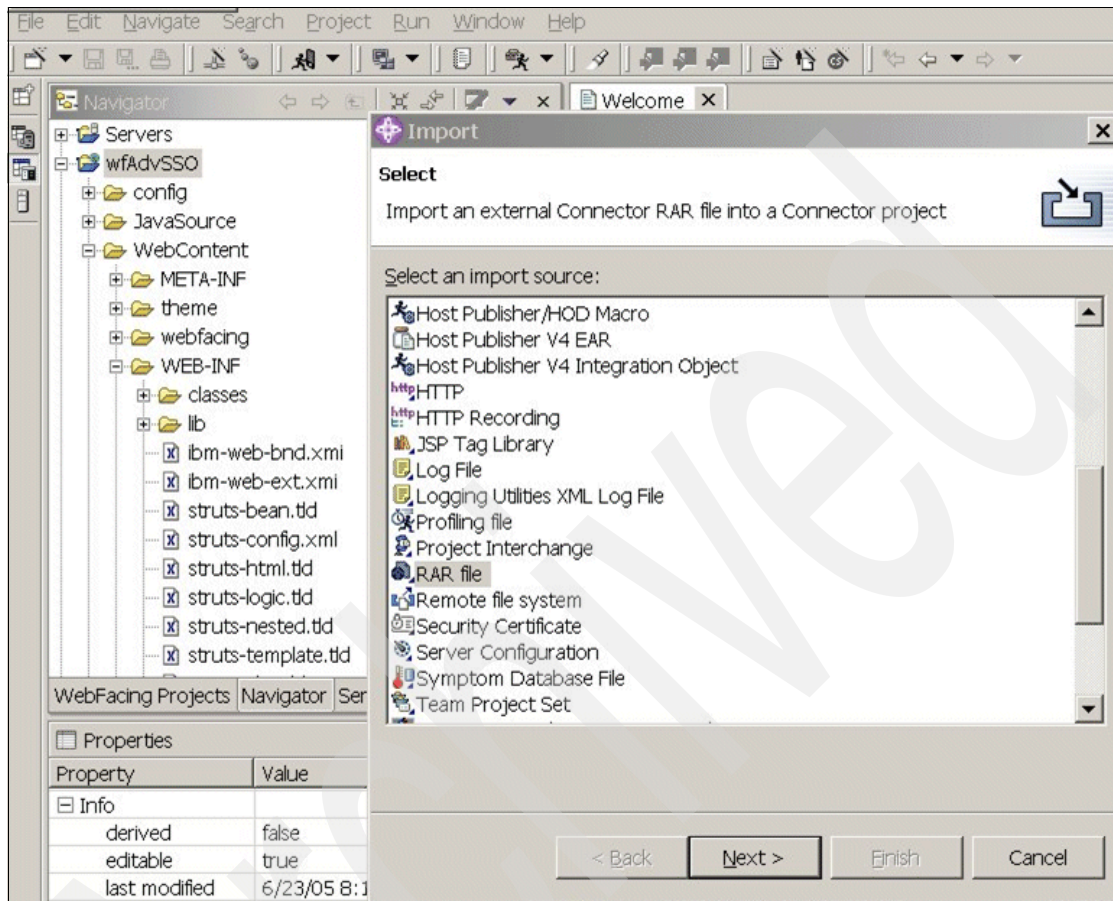 File Edit Navigate Search Project Run Window Help
Navigator
Welcome
Servers
wfAdvSSO
config
JavaSource
WebContent
META-INF
theme
webfacing
WEB-INF
classes
lib
ibm-web-bnd.xmi
ibm-web-ext.xmi
struts-bean.tld
struts-config.xml
struts-html.tld
struts-logic.tld
struts-nested.tld
struts-template.tld
WebFacing Projects Navigator Ser
Properties
Property Value
Info
derived false
editable true
last modified 6/23/05 8:1
Import
Select
Import an external Connector RAR file into a Connector project
Select an import source:
Host Publisher/HOD Macro
Host Publisher V4 EAR
Host Publisher V4 Integration Object
http HTTP
http HTTP Recording
JSP Tag Library
Log File
Logging Utilities XML Log File
Profiling file
Project Interchange
RAR file
Remote file system
Security Certificate
Server Configuration
Symptom Database File
Team Project Set
< Back Next > Finish Cancel